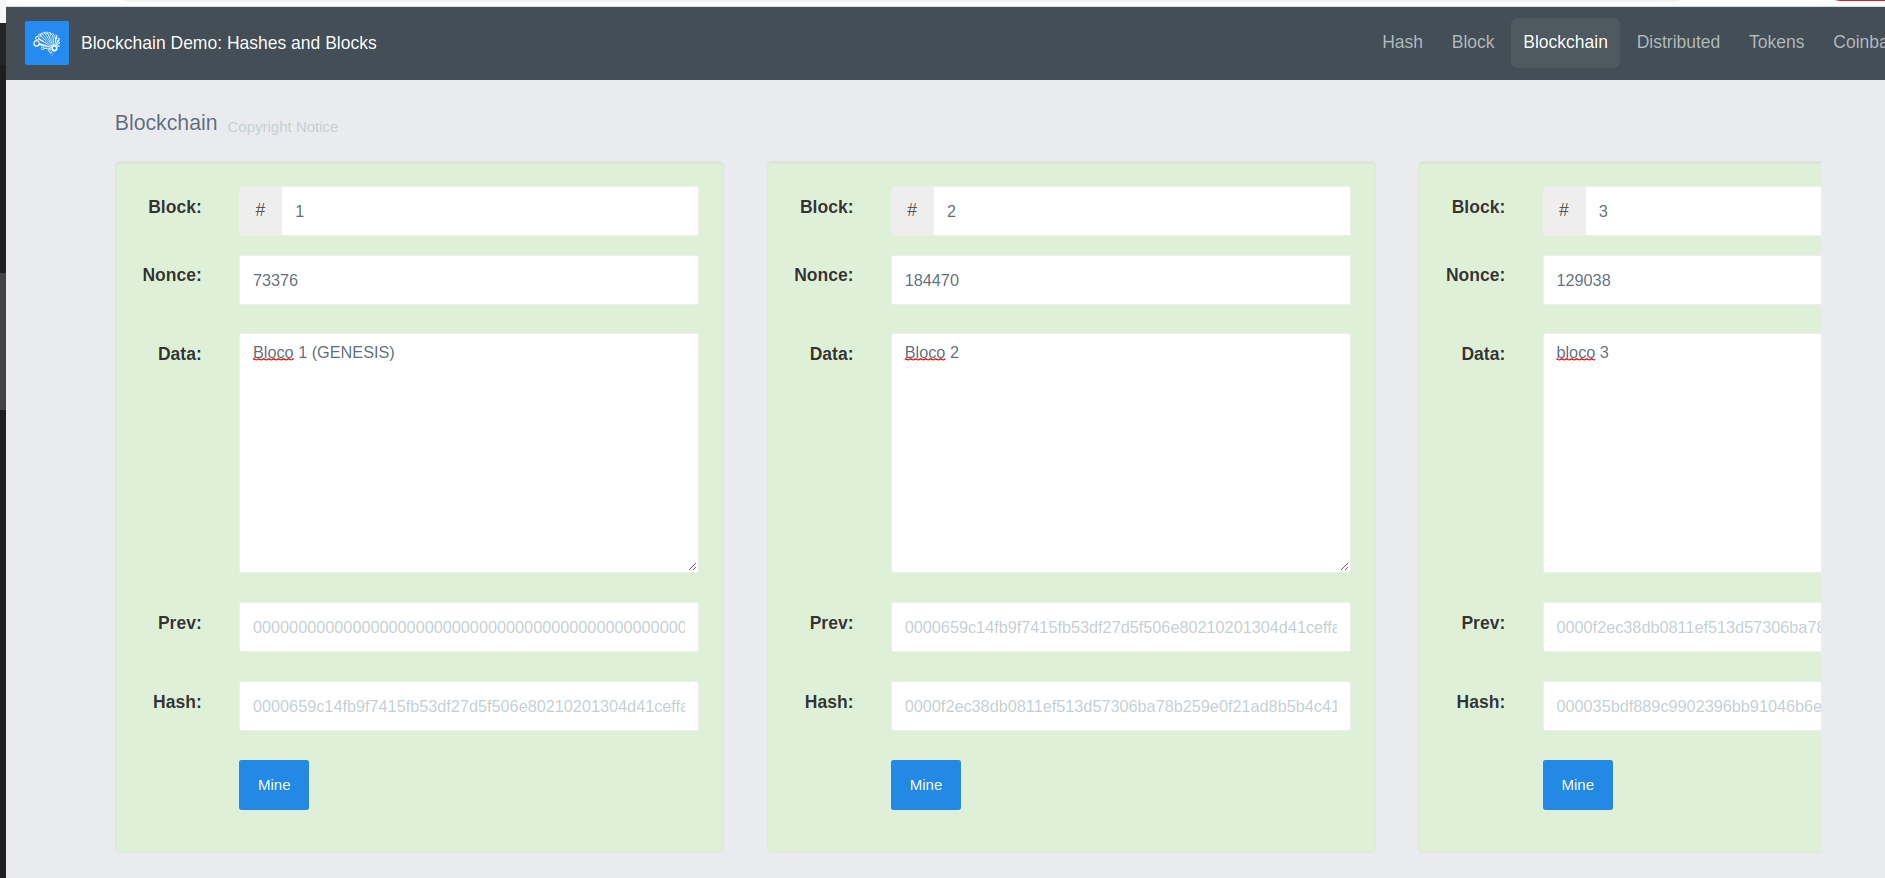 Blockchain Demo: Hashes and Blocks
Hash Block Blockchain Distributed Tokens Coinba
Blockchain Copyright Notice
Block: # 1
Nonce: 73376
Data: Bloco 1 (GENESIS)
Prev: 000000000000000000000000000000000000000000000000
Hash: 0000659c14fb9f7415fb53df27d5f506e80210201304d41ceffa
Mine
Block: # 2
Nonce: 184470
Data: Bloco 2
Prev: 0000659c14fb9f7415fb53df27d5f506e80210201304d41ceffa
Hash: 0000f2ec38db0811ef513d57306ba78b259e0f21ad8b5b4c41
Mine
Block: # 3
Nonce: 129038
Data: bloco 3
Prev: 0000f2ec38db0811ef513d57306ba78
Hash: 000035bdf889c9902396bb91046b6e
Mine